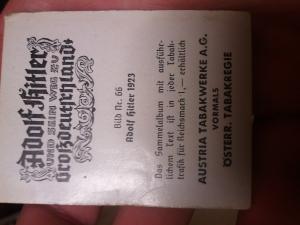 Adolf Hitler
UND SEIN WEG ZU
Großdeutschland
Bild Nr. 66
Adolf Hitler 1923
Das Sammelalbum mit ausführ-
lichem Text ist in jeder Tabak-
trafik für Reichsmark 1,— erhältlich
AUSTRIA TABAKWERKE A.G.
VORMALS
ÖSTERR. TABAKREGIE